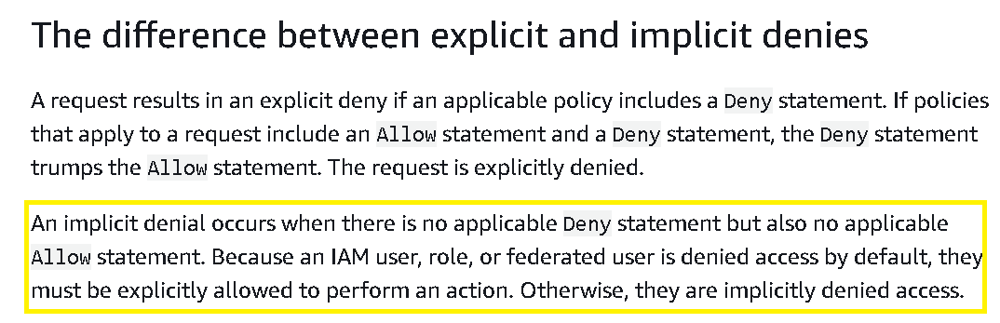 The difference between explicit and implicit denies
A request results in an explicit deny if an applicable policy includes a Deny statement. If policies
that apply to a request include an Allow statement and a Deny statement, the Deny statement
trumps the Allow statement. The request is explicitly denied.
An implicit denial occurs when there is no applicable Deny statement but also no applicable
Allow statement. Because an IAM user, role, or federated user is denied access by default, they
must be explicitly allowed to perform an action. Otherwise, they are implicitly denied access.